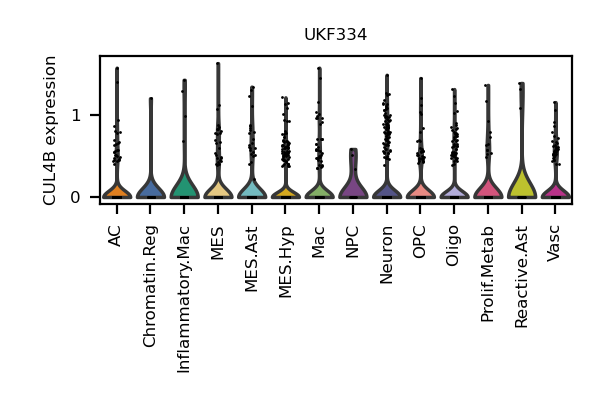 UKF334
CUL4B expression
1
0
AC
Chromatin.Reg
Inflammatory.Mac
MES
MES.Ast
MES.Hyp
Mac
NPC
Neuron
OPC
Oligo
Prolif.Metab
Reactive.Ast
Vasc